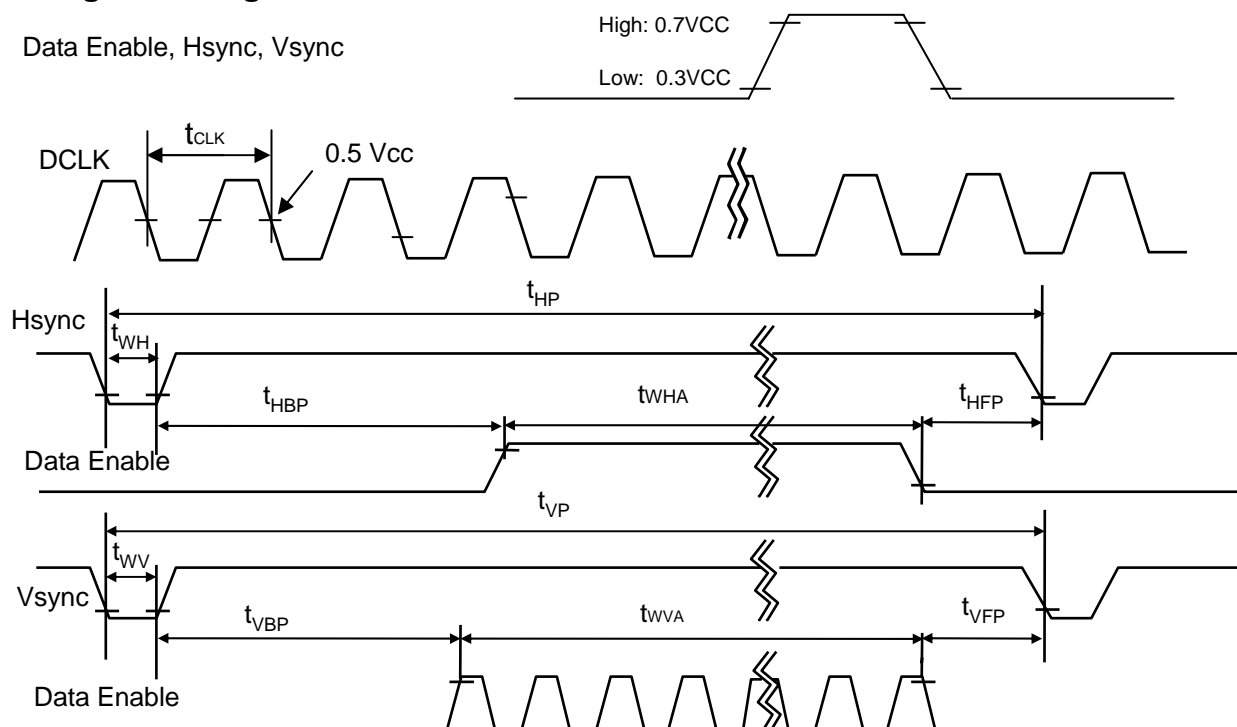 Data Enable, Hsync, Vsync
High: 0.7VCC
Low: 0.3VCC
tCLK
DCLK
0.5 Vcc
tHP
Hsync
tWH
tHBP
tWHA
tHFP
Data Enable
tVP
tWV
Vsync
tVBP
tWVA
tVFP
Data Enable